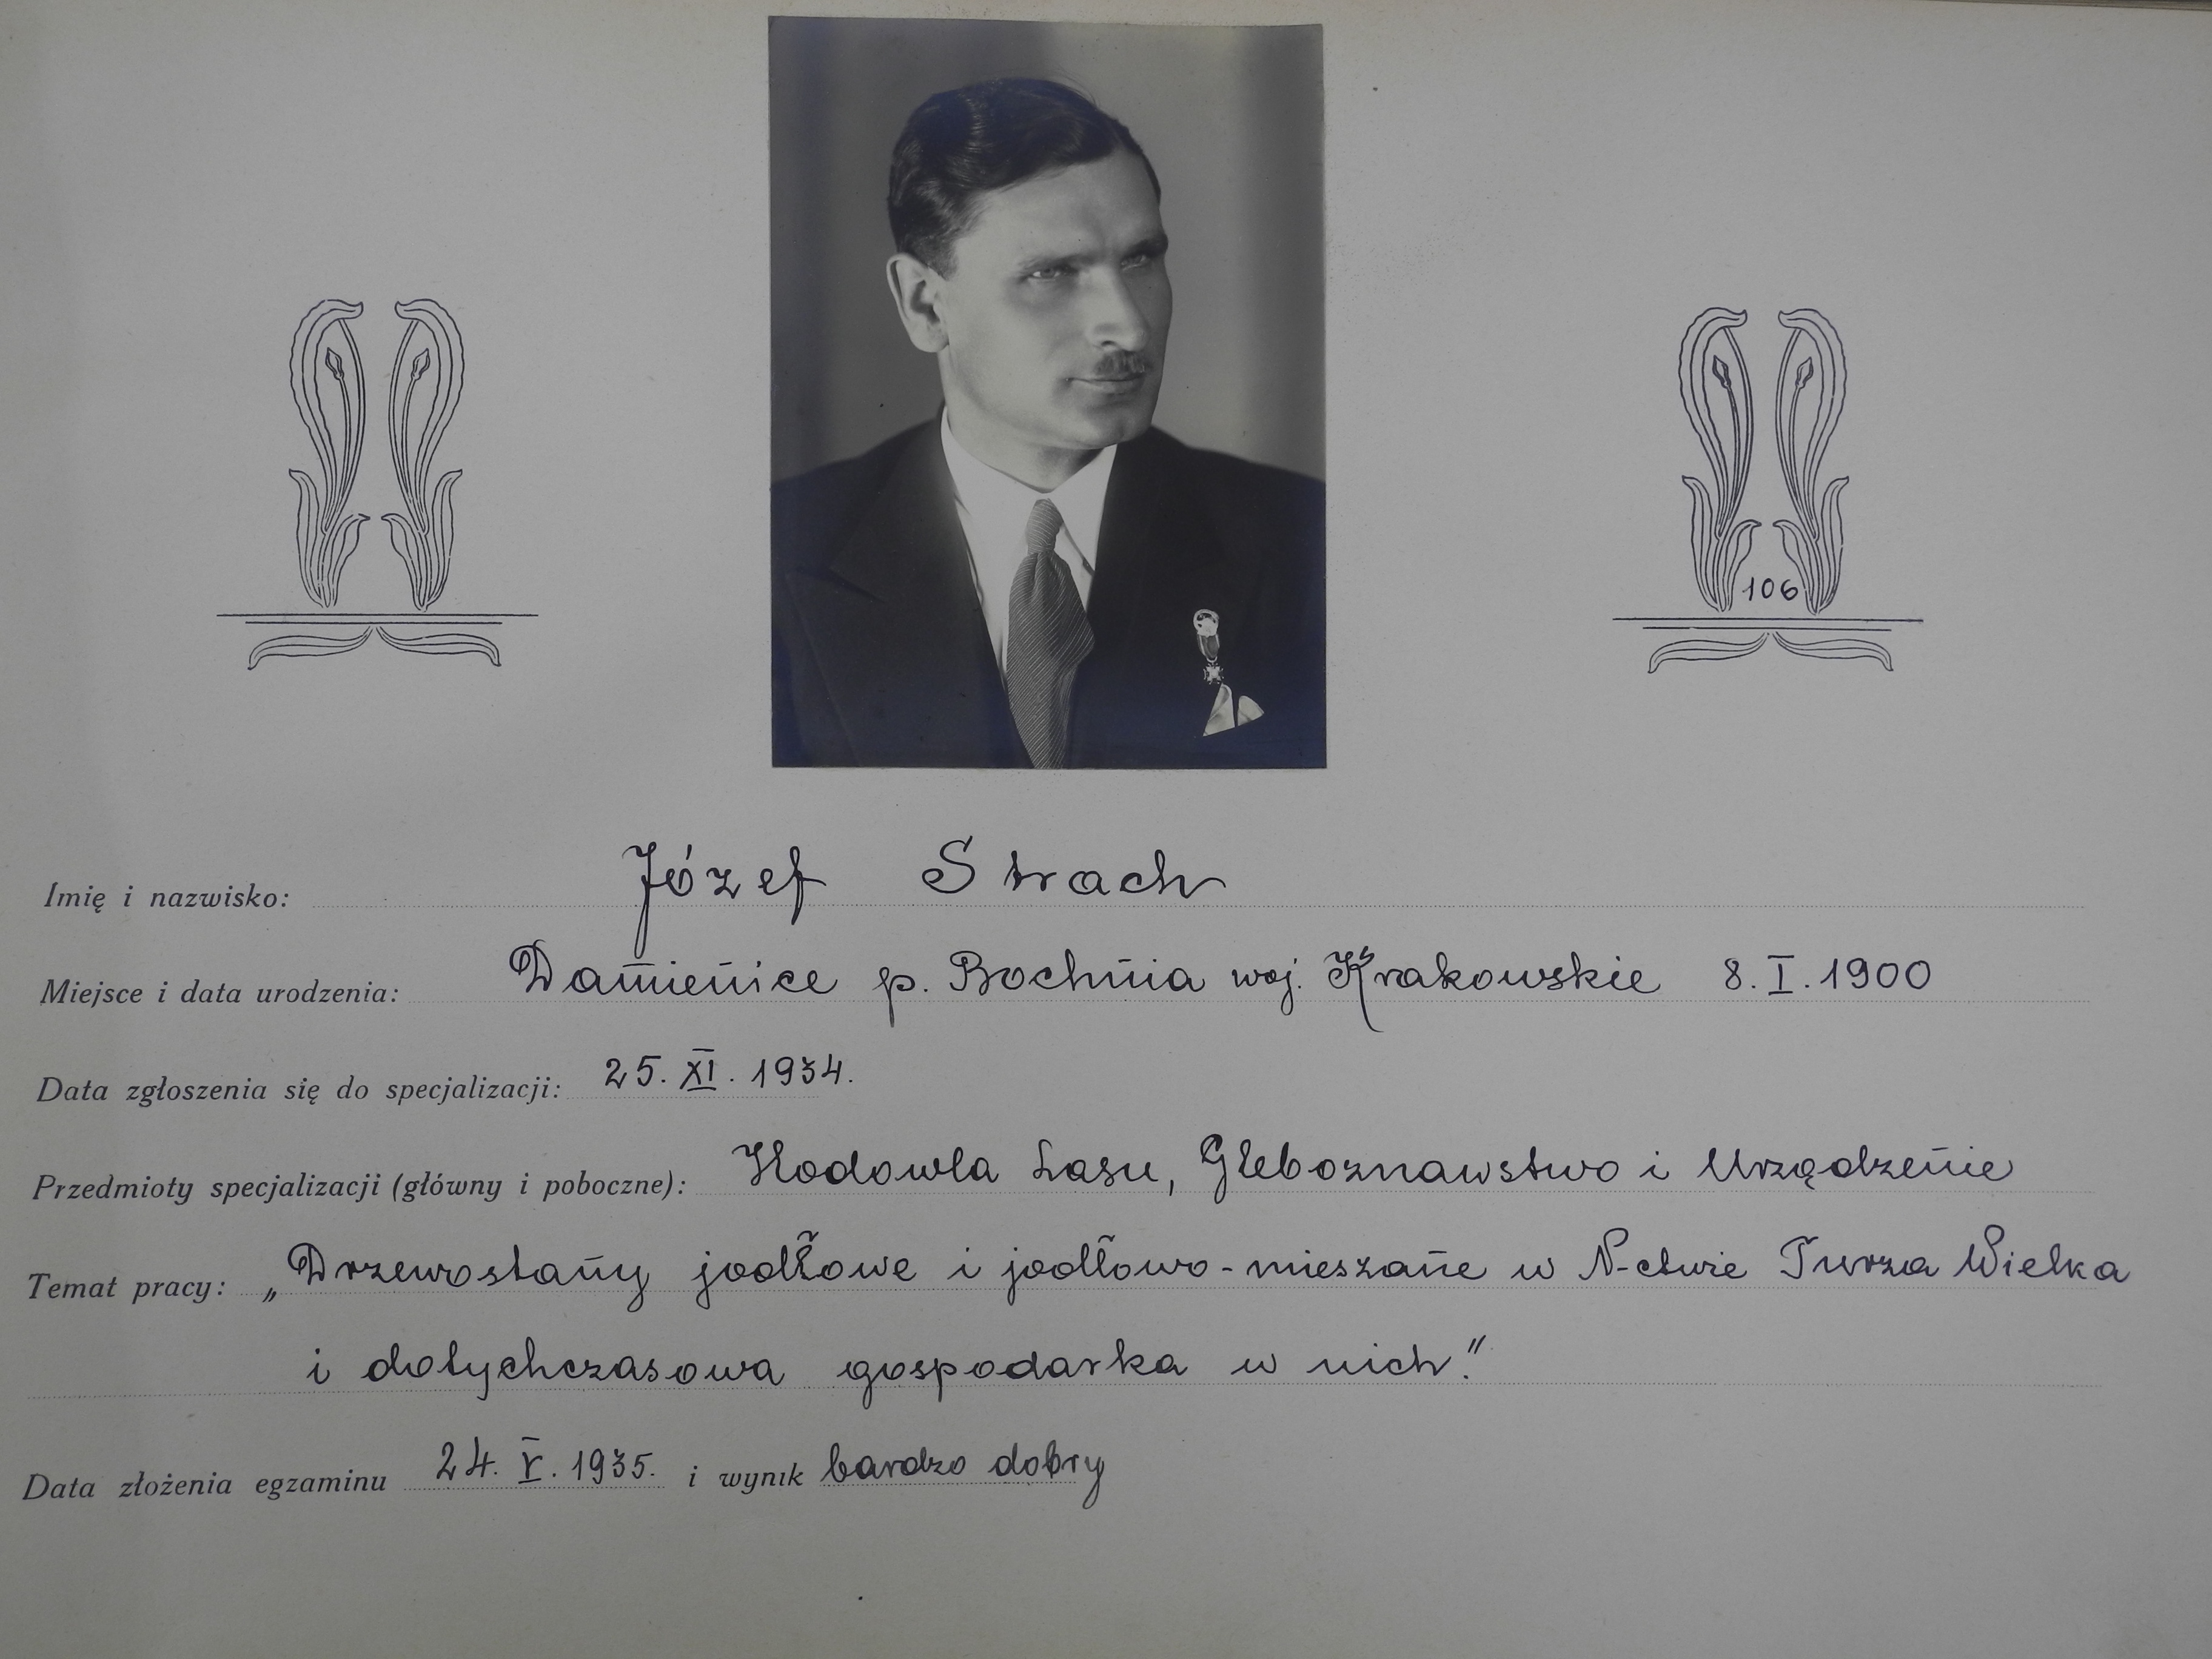 106
Imię i nazwisko: Józef Strach
Miejsce i data urodzenia: Damienice p. Bochnia woj. Krakowskie 8. I. 1900
Data zgłoszenia się do specjalizacji: 25. XI. 1934.
Przedmioty specjalizacji (główny i poboczne): Hodowla Lasu, Gleboznawstwo i Urządzenie
Temat pracy: „Drzewostany jodłowe i jodłowo-mieszane w N-ctwie Turza Wielka
i dotychczasowa gospodarka w nich."
Data złożenia egzaminu 24. V. 1935. i wynik bardzo dobry